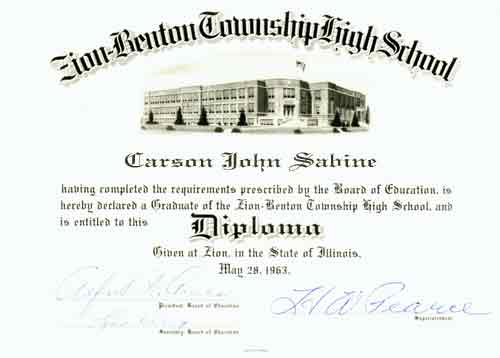 Zion-Benton Township High School
Carson John Sabine
having completed the requirements prescribed by the Board of Education, is
hereby declared a Graduate of the Zion-Benton Township High School, and
is entitled to this Diploma
Given at Zion, in the State of Illinois,
May 28, 1963.
President Board of Education
H W Pearce
Superintendent
Secretary Board of Education